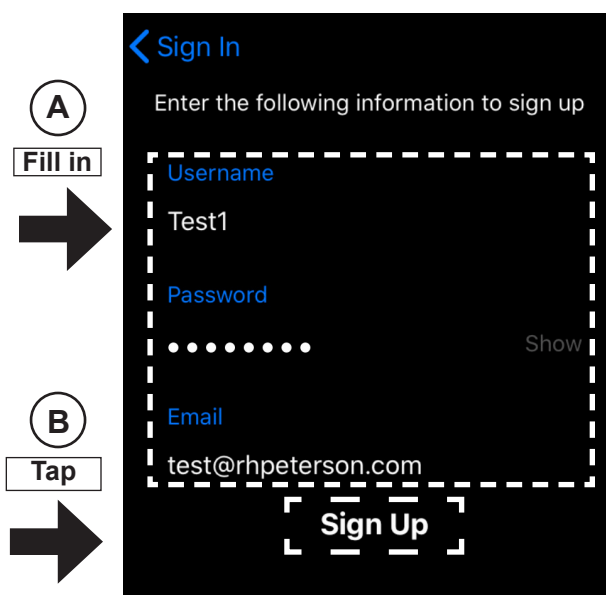 Sign In
Enter the following information to sign up
A
Fill in
Username
Test1
Password
••••••••
Show
Email
test@rhpeterson.com
B
Tap
Sign Up